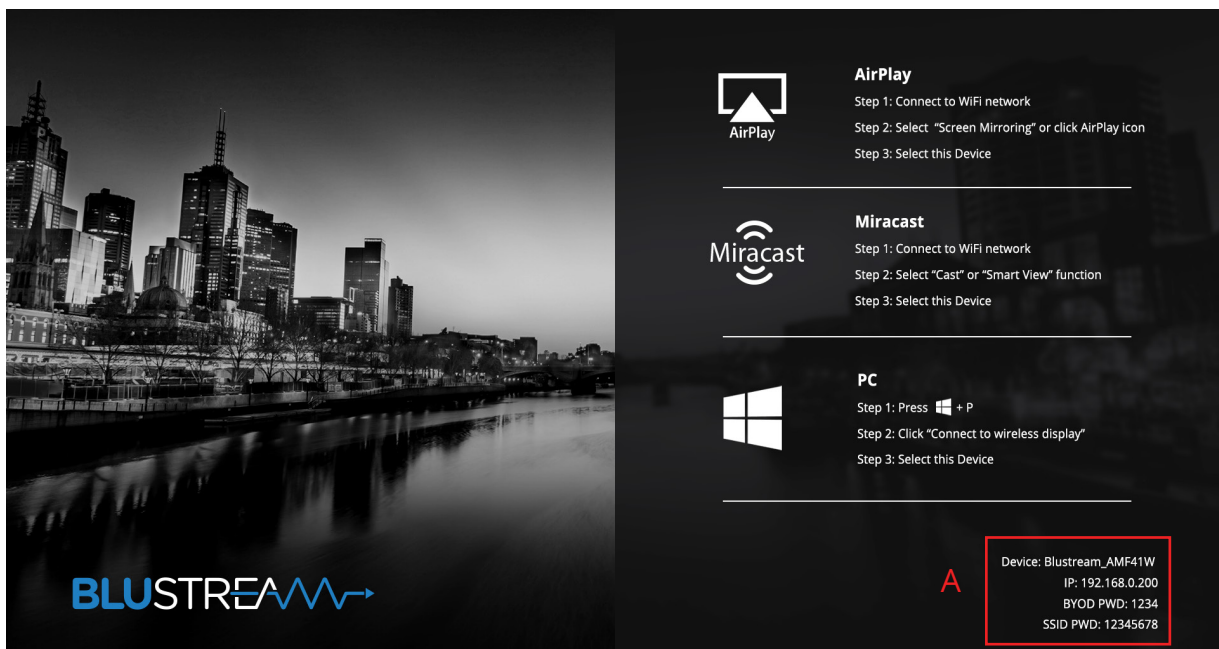 AirPlay
AirPlay
Step 1: Connect to WiFi network
Step 2: Select “Screen Mirroring” or click AirPlay icon
Step 3: Select this Device
Miracast
Miracast
Step 1: Connect to WiFi network
Step 2: Select “Cast” or “Smart View” function
Step 3: Select this Device
PC
Step 1: Press + P
Step 2: Click “Connect to wireless display”
Step 3: Select this Device
A
Device: Blustream_AMF41W
IP: 192.168.0.200
BYOD PWD: 1234
SSID PWD: 12345678
BLUSTREAM